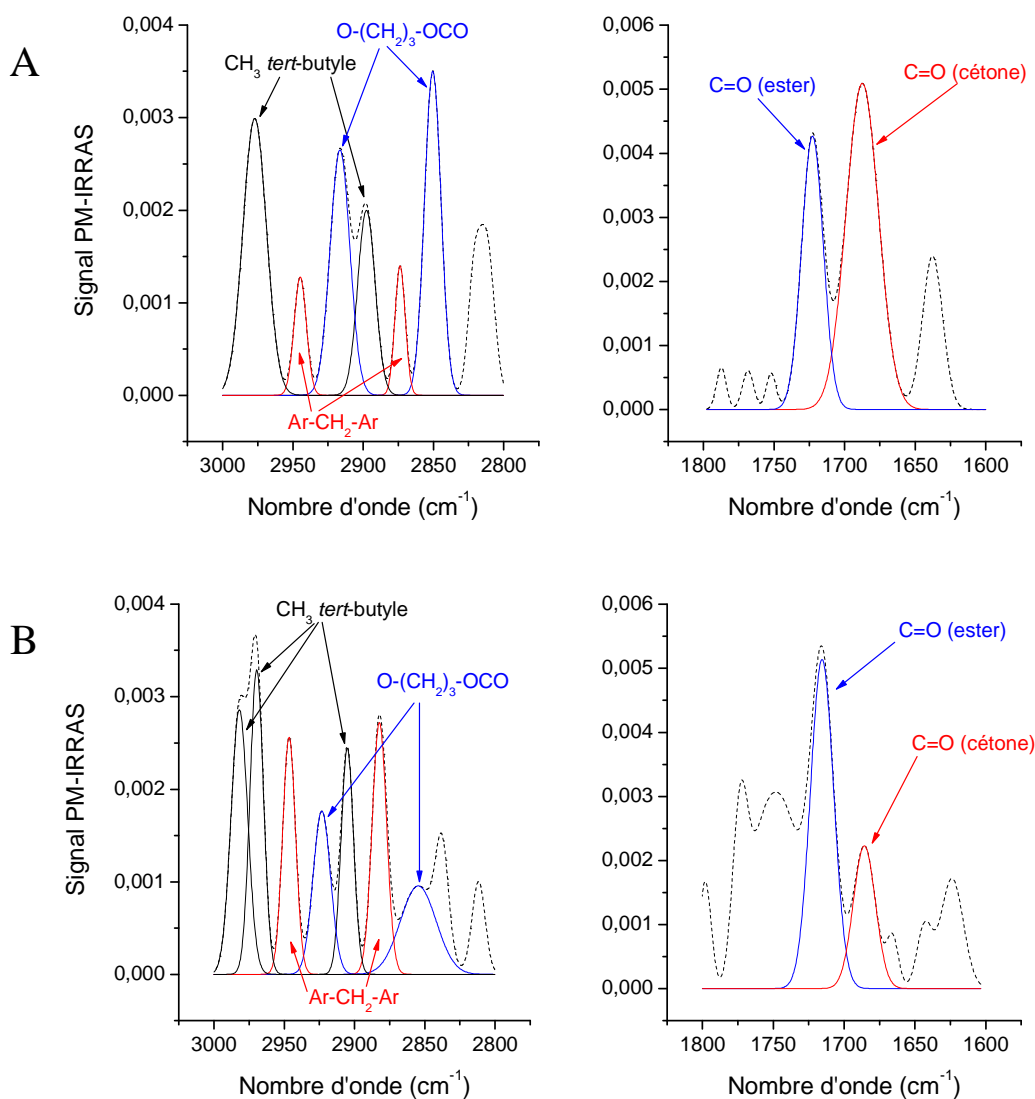 A
Signal PM-IRRAS
0,004
0,003
0,002
0,001
0,000
O-(CH2)3-OCO
CH3 tert-butyle
Ar-CH2-Ar
3000 2950 2900 2850 2800
Nombre d'onde (cm-1)
0,006
0,005
0,004
0,003
0,002
0,001
0,000
C=O (ester)
C=O (cétone)
1800 1750 1700 1650 1600
Nombre d'onde (cm-1)
B
Signal PM-IRRAS
0,004
0,003
0,002
0,001
0,000
CH3 tert-butyle
O-(CH2)3-OCO
Ar-CH2-Ar
3000 2950 2900 2850 2800
Nombre d'onde (cm-1)
0,006
0,005
0,004
0,003
0,002
0,001
0,000
C=O (ester)
C=O (cétone)
1800 1750 1700 1650 1600
Nombre d'onde (cm-1)